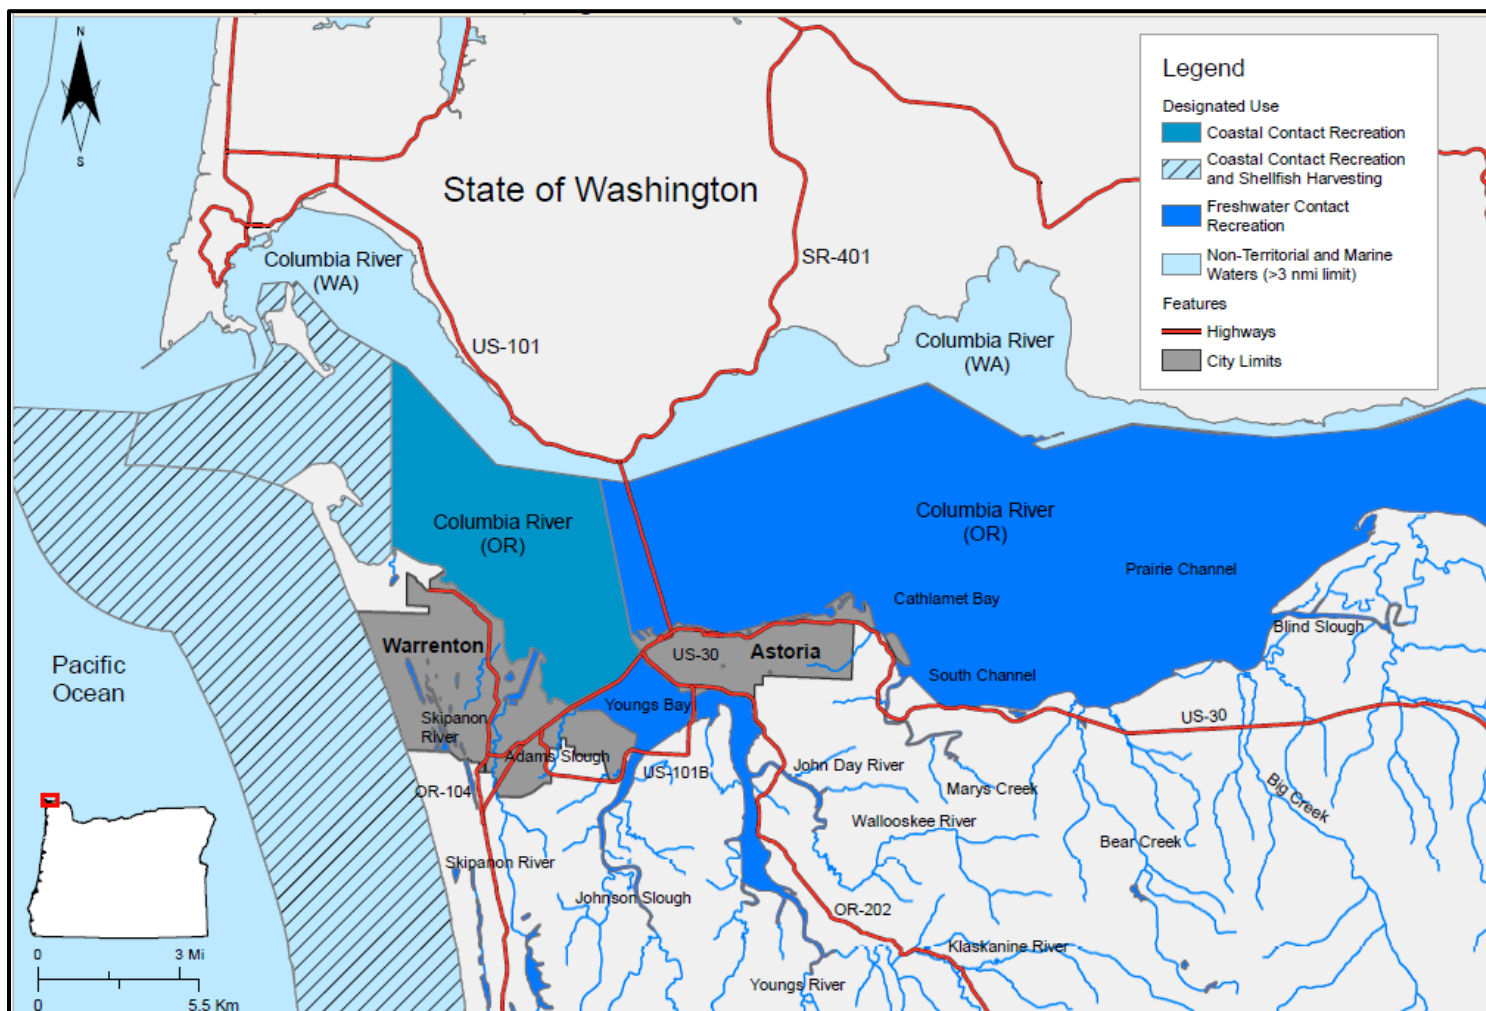 N
S
Legend
Designated Use
Coastal Contact Recreation
Coastal Contact Recreation
and Shellfish Harvesting
Freshwater Contact
Recreation
Non-Territorial and Marine
Waters (>3 nmi limit)
Features
Highways
City Limits
State of Washington
Columbia River
(WA)
SR-401
US-101
Columbia River
(WA)
Columbia River
(OR)
Columbia River
(OR)
Prairie Channel
Cathlamet Bay
Blind Slough
Warrenton
US-30
Astoria
South Channel
Pacific
Ocean
Youngs Bay
US-30
Skipanon
River
Adams Slough
US-101B
John Day River
Marys Creek
Big Creek
OR-104
Wallooskee River
Bear Creek
Skipanon River
Johnson Slough
OR-202
Klaskanine River
Youngs River
0
3 Mi
0
5.5 Km